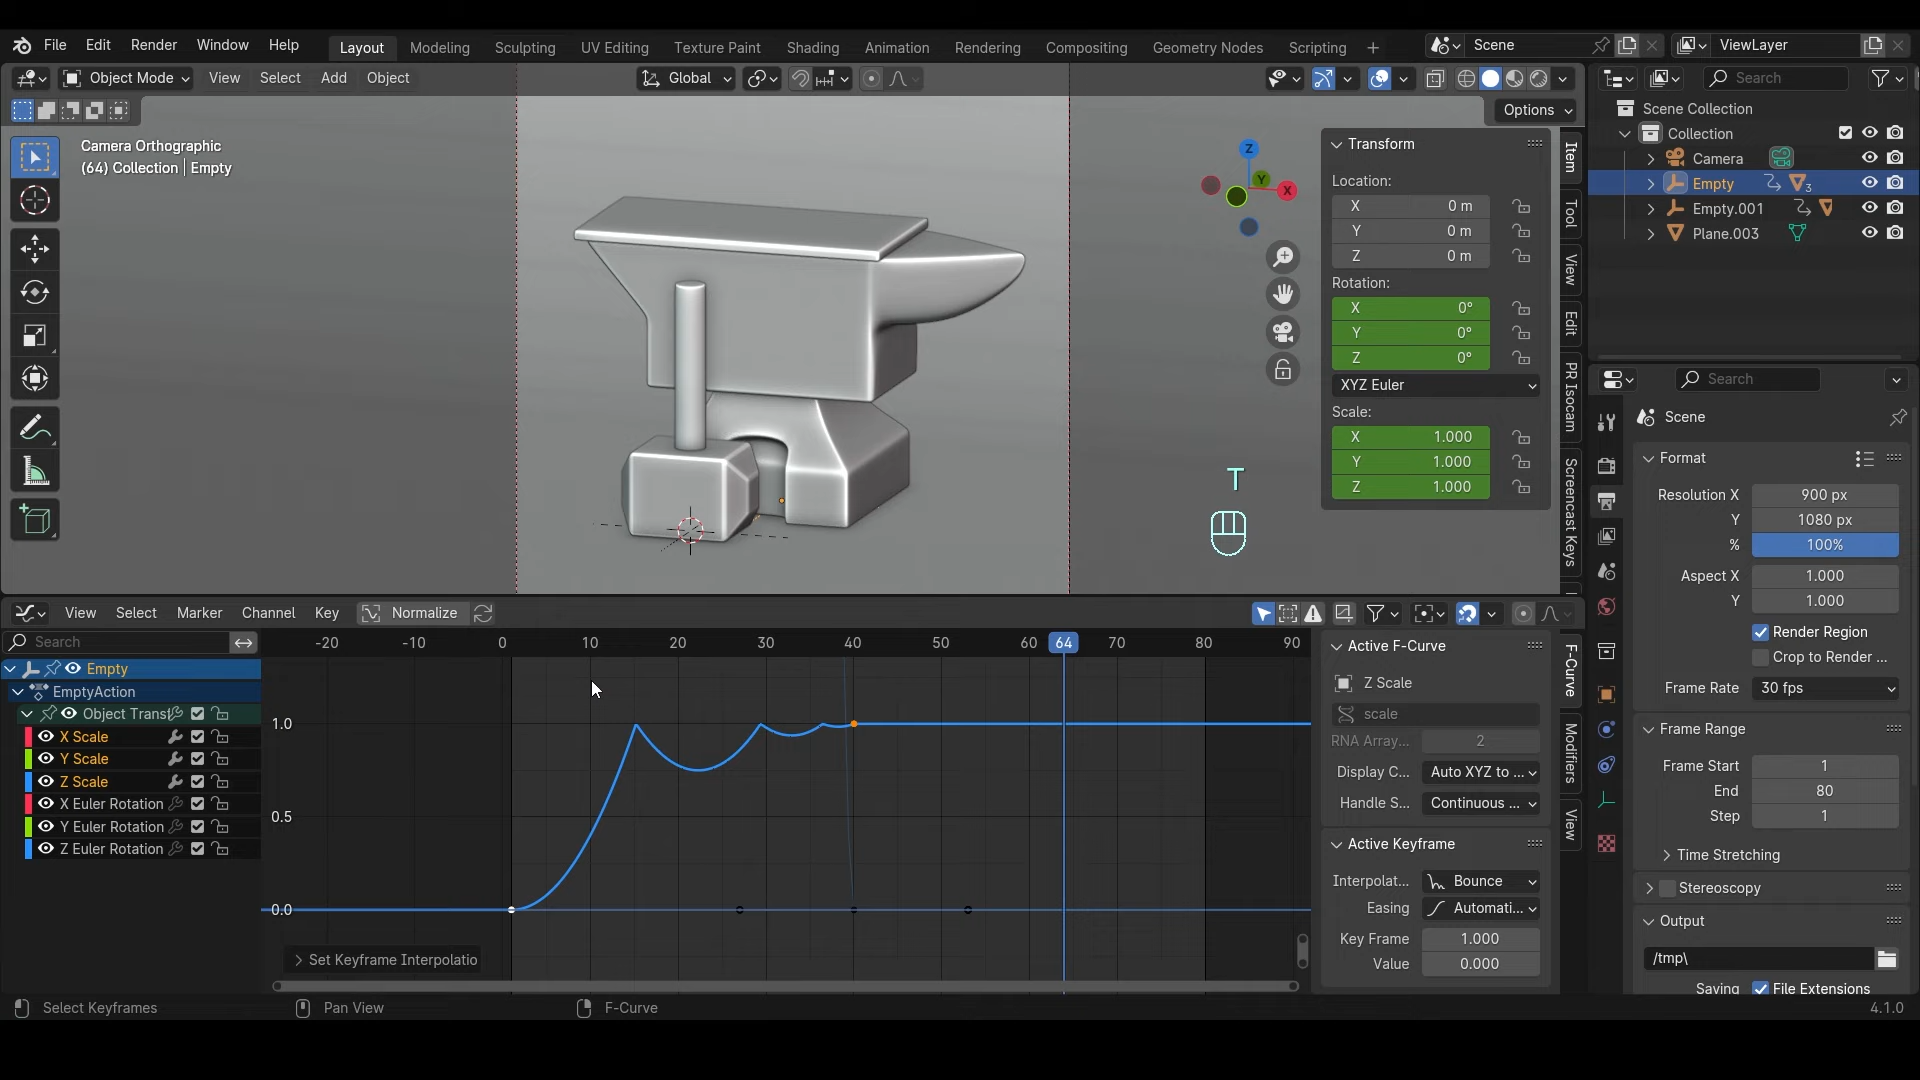 File Edit Render Window Help Layout Modeling Sculpting UV Editing Texture Paint Shading Animation Rendering Compositing Geometry Nodes Scripting + Scene ViewLayer
Object Mode View Select Add Object Global Search
Options
Camera Orthographic
(64) Collection | Empty
Z
Y
X
Transform
Location:
X 0 m
Y 0 m
Z 0 m
Rotation:
X 0°
Y 0°
Z 0°
XYZ Euler
Scale:
X 1.000
Y 1.000
Z 1.000
T
Item
Tool
View
Edit
PR Isocam
Screencast Keys
Scene Collection
Collection
Camera
Empty 3
Empty.001
Plane.003
Search
Scene
Format
Resolution X 900 px
Y 1080 px
% 100%
Aspect X 1.000
Y 1.000
Render Region
Crop to Render ...
Frame Rate 30 fps
Frame Range
Frame Start 1
End 80
Step 1
Time Stretching
Stereoscopy
Output
/tmp\
Saving File Extensions
View Select Marker Channel Key Normalize
Search
-20 -10 0 10 20 30 40 50 60 64 70 80 90
Empty
EmptyAction
Object Transf
X Scale
Y Scale
Z Scale
X Euler Rotation
Y Euler Rotation
Z Euler Rotation
1.0
0.5
0.0
Set Keyframe Interpolatio
Active F-Curve
Z Scale
scale
RNA Array... 2
Display C... Auto XYZ to ...
Handle S... Continuous ...
Active Keyframe
Interpolat... Bounce
Easing Automati...
Key Frame 1.000
Value 0.000
F-Curve
Modifiers
View
Select Keyframes Pan View F-Curve 4.1.0